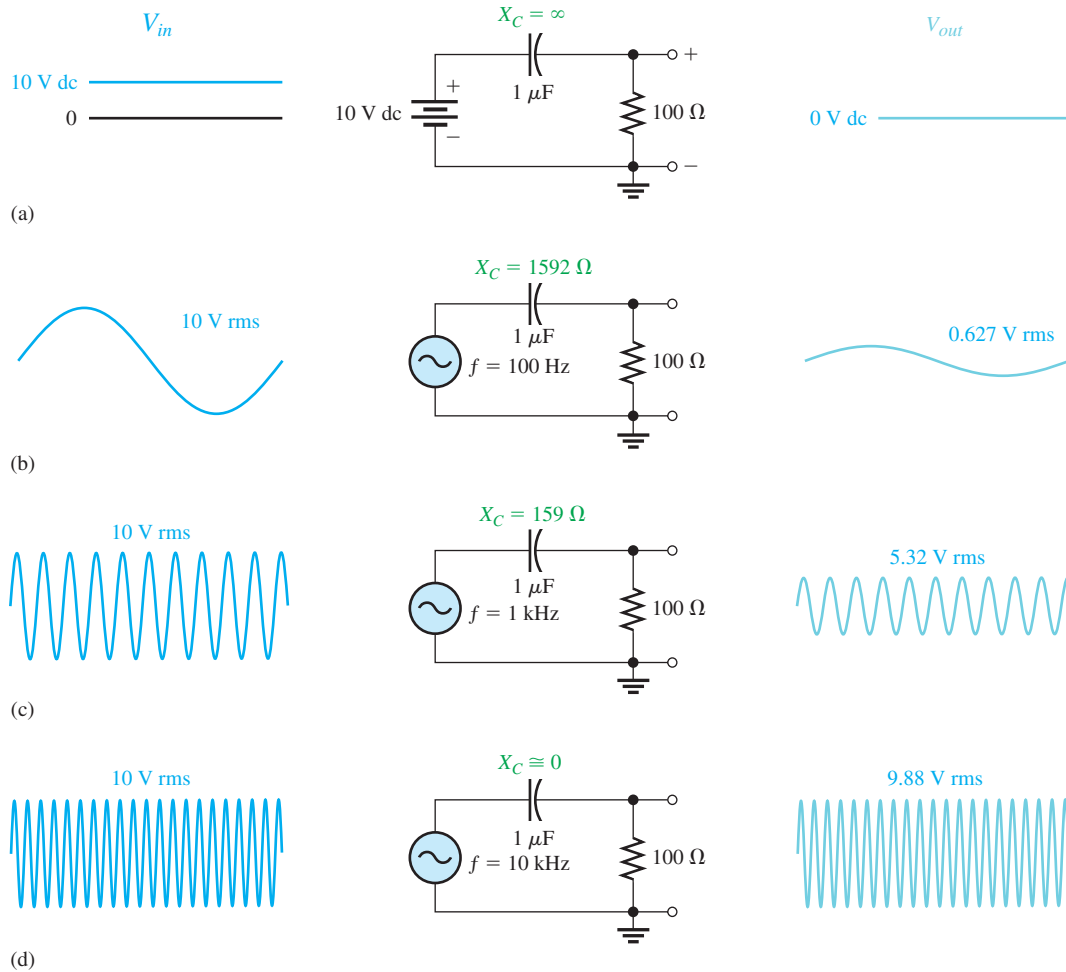 V_in
X_C = ∞
V_out
10 V dc
0
10 V dc
+
−
1 μF
100 Ω
+
−
0 V dc
(a)
10 V rms
X_C = 1592 Ω
1 μF
f = 100 Hz
100 Ω
0.627 V rms
(b)
10 V rms
X_C = 159 Ω
1 μF
f = 1 kHz
100 Ω
5.32 V rms
(c)
10 V rms
X_C ≅ 0
1 μF
f = 10 kHz
100 Ω
9.88 V rms
(d)